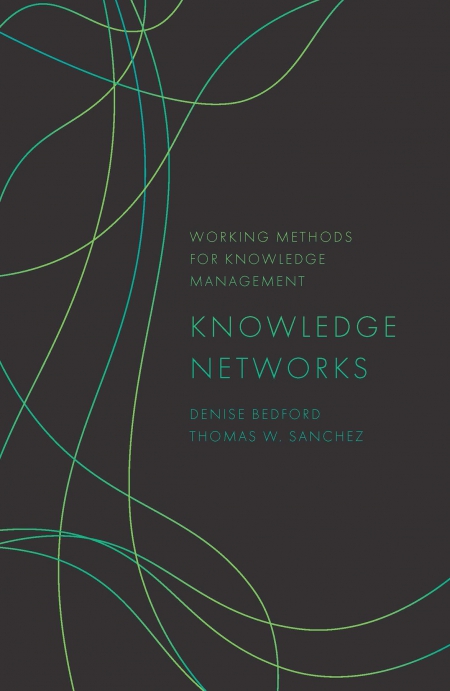 WORKING METHODS
FOR KNOWLEDGE
MANAGEMENT
KNOWLEDGE
NETWORKS
DENISE BEDFORD
THOMAS W. SANCHEZ